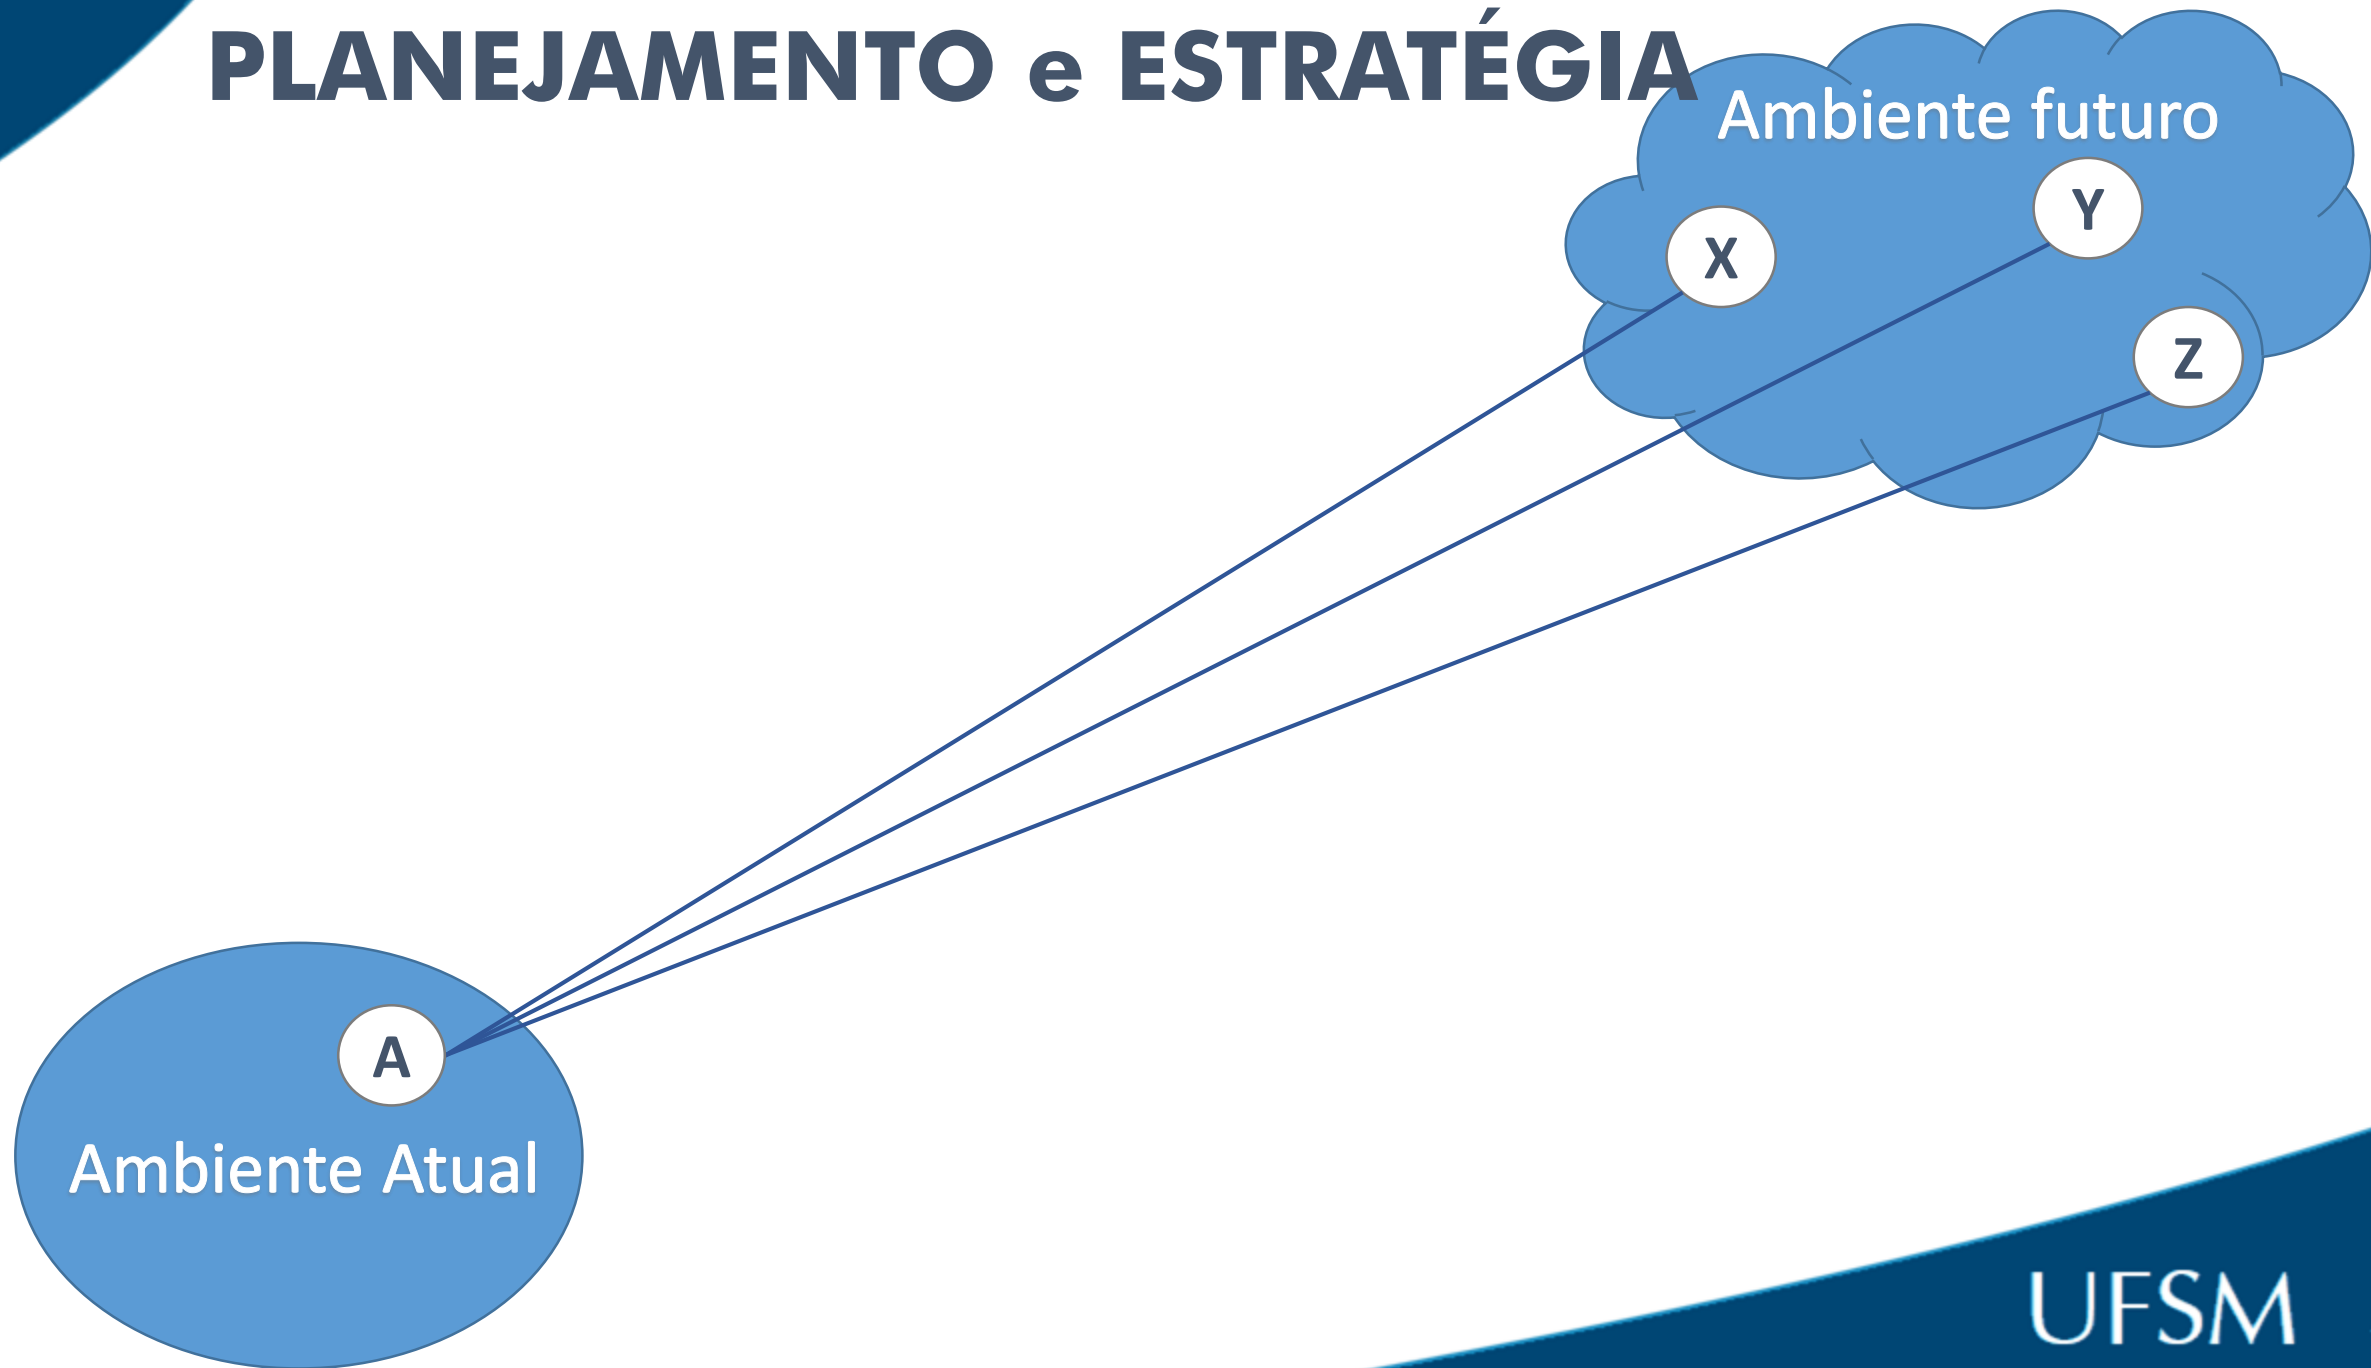 PLANEJAMENTO e ESTRATÉGIA
Ambiente futuro
Y
X
Z
A
Ambiente Atual
UFSM